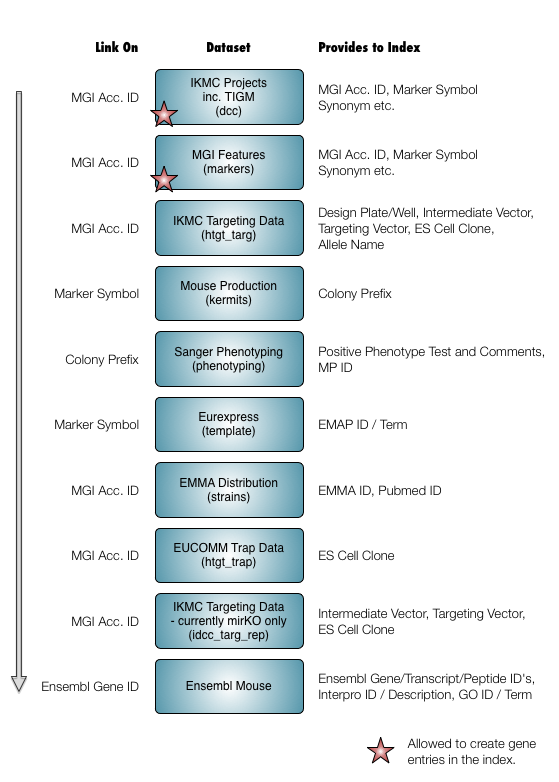 Link On
Dataset
Provides to Index
MGI Acc. ID
IKMC Projects
inc. TIGM
(dcc)
MGI Acc. ID, Marker Symbol
Synonym etc.
MGI Acc. ID
MGI Features
(markers)
MGI Acc. ID, Marker Symbol
Synonym etc.
MGI Acc. ID
IKMC Targeting Data
(htgt_targ)
Design Plate/Well, Intermediate Vector,
Targeting Vector, ES Cell Clone,
Allele Name
Marker Symbol
Mouse Production
(kermits)
Colony Prefix
Colony Prefix
Sanger Phenotyping
(phenotyping)
Positive Phenotype Test and Comments,
MP ID
Marker Symbol
Eurexpress
(template)
EMAP ID / Term
MGI Acc. ID
EMMA Distribution
(strains)
EMMA ID, Pubmed ID
MGI Acc. ID
EUCOMM Trap Data
(htgt_trap)
ES Cell Clone
MGI Acc. ID
IKMC Targeting Data
- currently mirKO only
(idcc_targ_rep)
Intermediate Vector, Targeting Vector,
ES Cell Clone
Ensembl Gene ID
Ensembl Mouse
Ensembl Gene/Transcript/Peptide ID's,
Interpro ID / Description, GO ID / Term
Allowed to create gene
entries in the index.